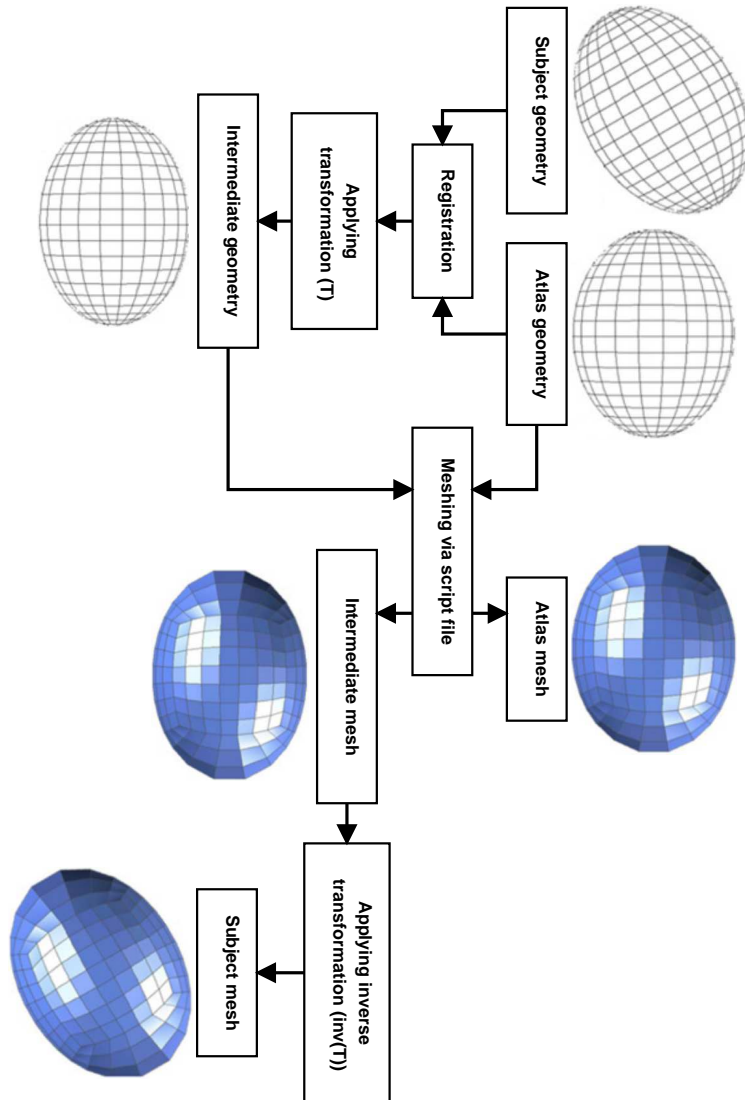 Subject geometry
Atlas geometry
Registration
Applying
transformation (T)
Intermediate geometry
Meshing via script file
Atlas mesh
Intermediate mesh
Applying inverse
transformation (inv(T))
Subject mesh